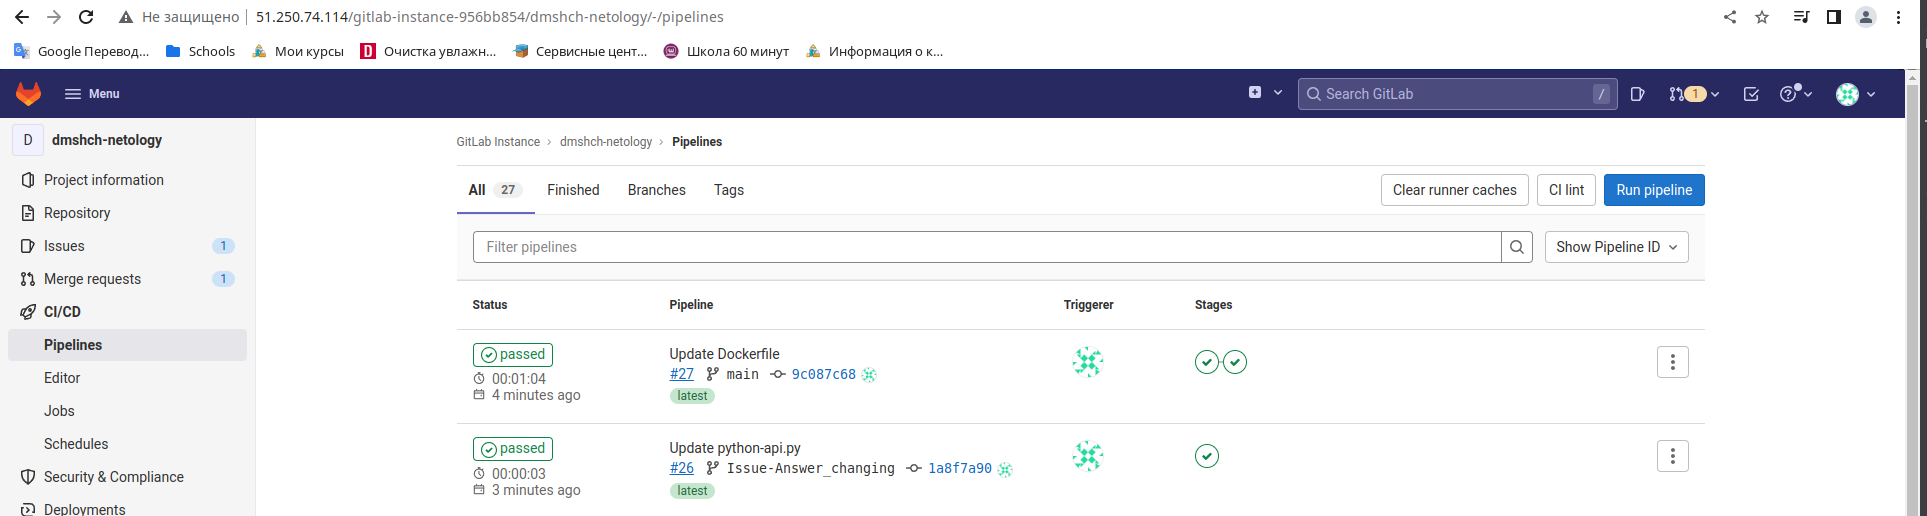 Не защищено 51.250.74.114/gitlab-instance-956bb854/dmshch-netology/-/pipelines
Google Перевод... Schools Мои курсы Очистка увлажн... Сервисные цент... Школа 60 минут Информация о к...
Menu Search GitLab / 1
D dmshch-netology
Project information
Repository
Issues 1
Merge requests 1
CI/CD
Pipelines
Editor
Jobs
Schedules
Security & Compliance
Deployments
GitLab Instance › dmshch-netology › Pipelines
All 27 Finished Branches Tags Clear runner caches CI lint Run pipeline
Filter pipelines Show Pipeline ID
Status Pipeline Triggerer Stages
passed Update Dockerfile
00:01:04 #27 main 9c087c68
4 minutes ago latest
passed Update python-api.py
00:00:03 #26 Issue-Answer_changing 1a8f7a90
3 minutes ago latest